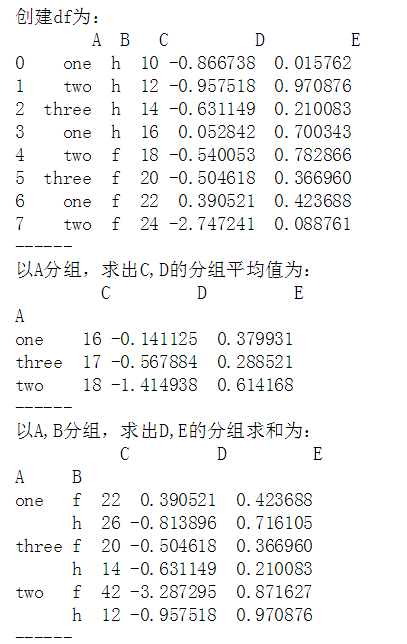 创建df为:
       A  B   C         D         E
0    one  h  10 -0.866738  0.015762
1    two  h  12 -0.957518  0.970876
2  three  h  14 -0.631149  0.210083
3    one  h  16  0.052842  0.700343
4    two  f  18 -0.540053  0.782866
5  three  f  20 -0.504618  0.366960
6    one  f  22  0.390521  0.423688
7    two  f  24 -2.747241  0.088761
------
以A分组，求出C,D的分组平均值为:
        C         D         E
A
one    16 -0.141125  0.379931
three  17 -0.567884  0.288521
two    18 -1.414938  0.614168
------
以A,B分组，求出D,E的分组求和为:
          C         D         E
A     B
one   f  22  0.390521  0.423688
      h  26 -0.813896  0.716105
three f  20 -0.504618  0.366960
      h  14 -0.631149  0.210083
two   f  42 -3.287295  0.871627
      h  12 -0.957518  0.970876
------